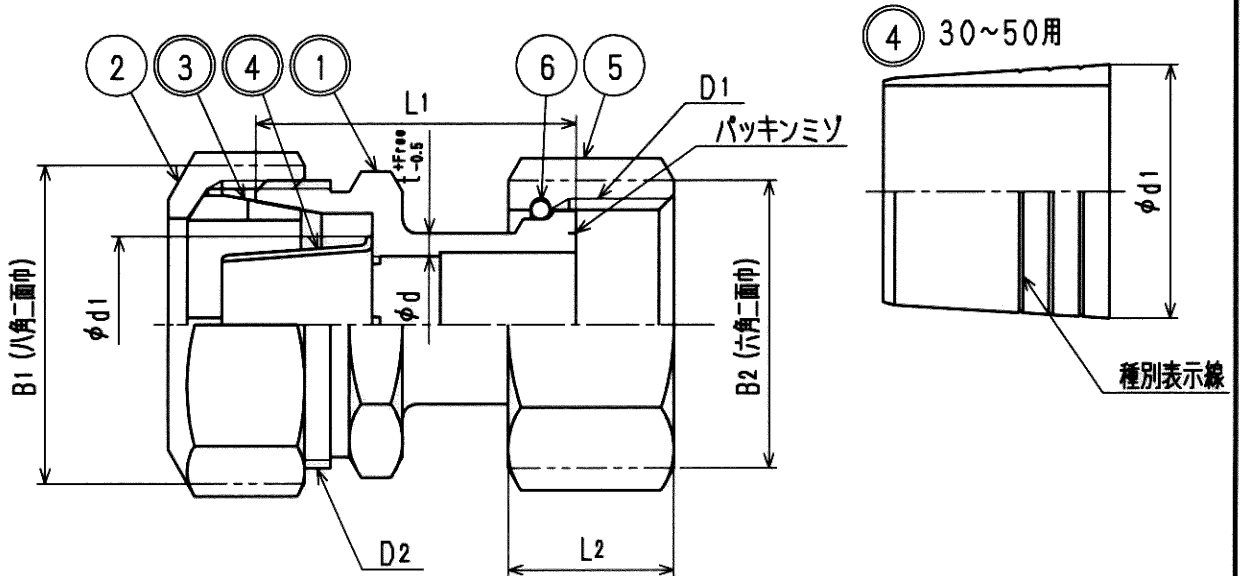 2
3
4
1
6
5
L1
D1
パッキンミゾ
t +Free -0.5
B1 (八角二面巾)
φd1
φd
B2 (六角二面巾)
D2
L2
4 30~50用
φd1
種別表示線